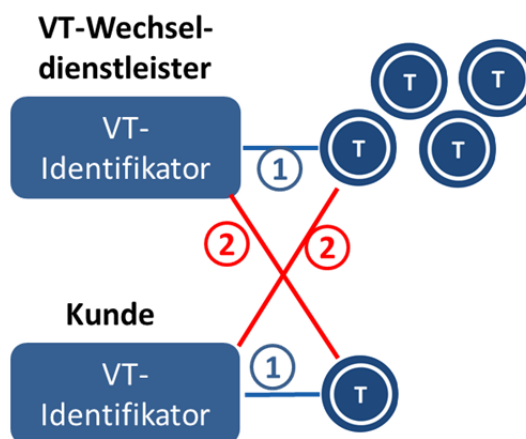 VT-Wechsel-
dienstleister
VT-
Identifikator
T
T
T
T
1
2
2
Kunde
VT-
Identifikator
1
T